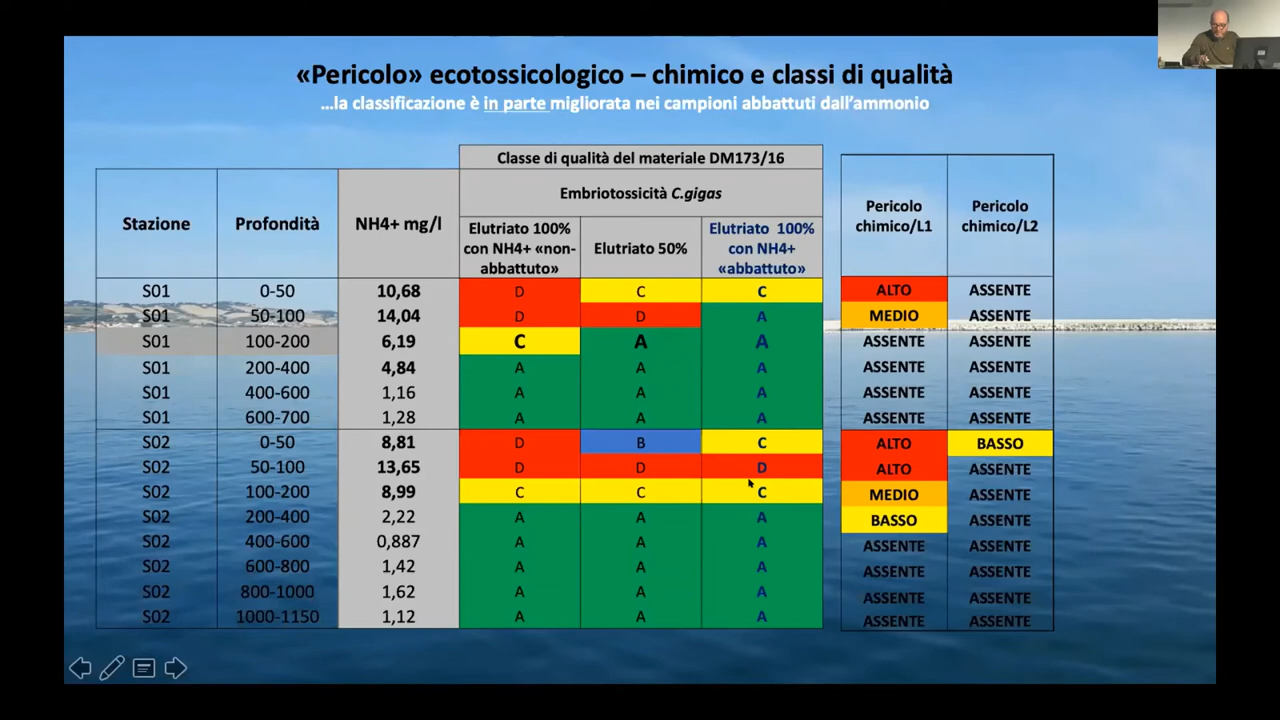 «Pericolo» ecotossicologico – chimico e classi di qualità
…la classificazione è in parte migliorata nei campioni abbattuti dall'ammonio
Classe di qualità del materiale DM173/16
Embriotossicità C.gigas
Stazione Profondità NH4+ mg/l
Elutriato 100% con NH4+ «non-abbattuto»
Elutriato 50%
Elutriato 100% con NH4+ «abbattuto»
Pericolo chimico/L1
Pericolo chimico/L2
S01 0-50 10,68 D C C ALTO ASSENTE
S01 50-100 14,04 D D A MEDIO ASSENTE
S01 100-200 6,19 C A A ASSENTE ASSENTE
S01 200-400 4,84 A A A ASSENTE ASSENTE
S01 400-600 1,16 A A A ASSENTE ASSENTE
S01 600-700 1,28 A A A ASSENTE ASSENTE
S02 0-50 8,81 D B C ALTO BASSO
S02 50-100 13,65 D D D ALTO ASSENTE
S02 100-200 8,99 C C C MEDIO ASSENTE
S02 200-400 2,22 A A A BASSO ASSENTE
S02 400-600 0,887 A A A ASSENTE ASSENTE
S02 600-800 1,42 A A A ASSENTE ASSENTE
S02 800-1000 1,62 A A A ASSENTE ASSENTE
S02 1000-1150 1,12 A A A ASSENTE ASSENTE